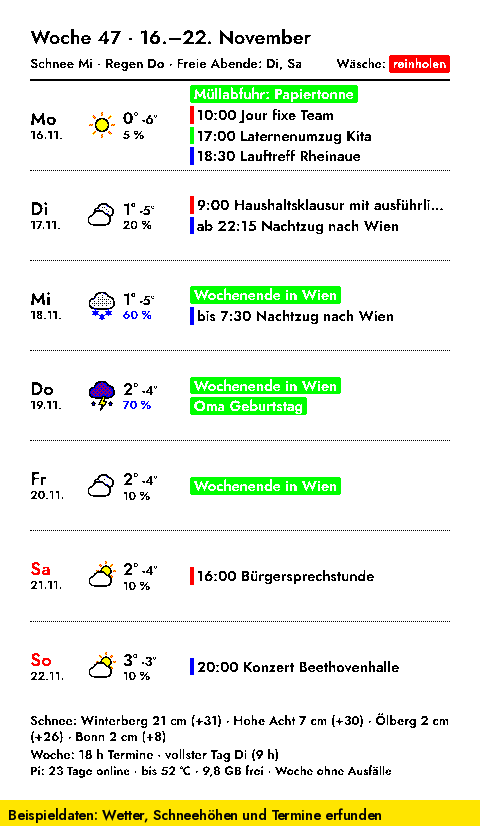 Woche 47 · 16.–22. November
Schnee Mi · Regen Do · Freie Abende: Di, Sa Wäsche: reinholen
Müllabfuhr: Papiertonne
Mo 0° -6° 10:00 Jour fixe Team
16.11. 5 % 17:00 Laternenumzug Kita
18:30 Lauftreff Rheinaue
Di 1° -5° 9:00 Haushaltsklausur mit ausführli...
17.11. 20 % ab 22:15 Nachtzug nach Wien
Mi 1° -5° Wochenende in Wien
18.11. 60 % bis 7:30 Nachtzug nach Wien
Do 2° -4° Wochenende in Wien
19.11. 70 % Oma Geburtstag
Fr 2° -4° Wochenende in Wien
20.11. 10 %
Sa 2° -4° 16:00 Bürgersprechstunde
21.11. 10 %
So 3° -3° 20:00 Konzert Beethovenhalle
22.11. 10 %
Schnee: Winterberg 21 cm (+31) · Hohe Acht 7 cm (+30) · Ölberg 2 cm
(+26) · Bonn 2 cm (+8)
Woche: 18 h Termine · vollster Tag Di (9 h)
Pi: 23 Tage online · bis 52 °C · 9,8 GB frei · Woche ohne Ausfälle
Beispieldaten: Wetter, Schneehöhen und Termine erfunden